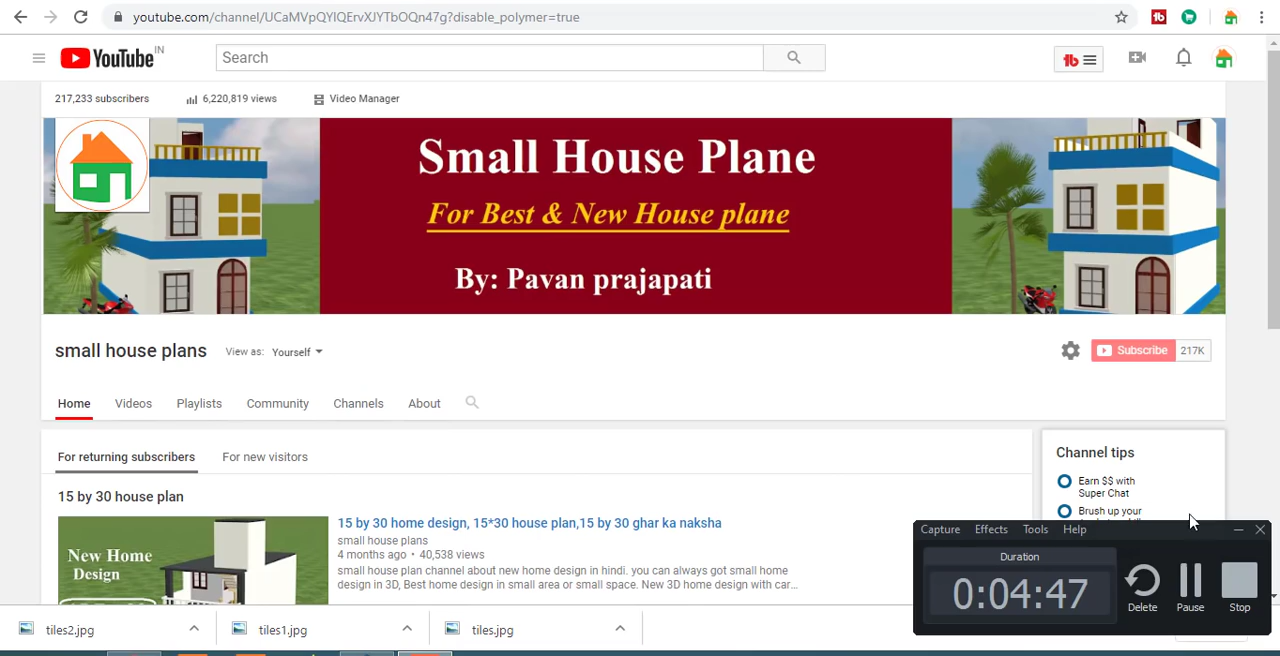 youtube.com/channel/UCaMVpQYlQErvXJYTbOQn47g?disable_polymer=true
YouTube IN
Search
217,233 subscribers
6,220,819 views
Video Manager
Small House Plane
For Best & New House plane
By: Pavan prajapati
small house plans
View as: Yourself
Subscribe 217K
Home
Videos
Playlists
Community
Channels
About
For returning subscribers
For new visitors
15 by 30 house plan
New Home
Design
15 by 30 home design, 15*30 house plan,15 by 30 ghar ka naksha
small house plans
4 months ago • 40,538 views
small house plan channel about new home design in hindi. you can always got small home
design in 3D, Best home design in small area or small space. New 3D home design with car...
Channel tips
Earn $$ with
Super Chat
Brush up your
Capture Effects Tools Help
Duration
0:04:47
Delete
Pause
Stop
tiles2.jpg
tiles1.jpg
tiles.jpg